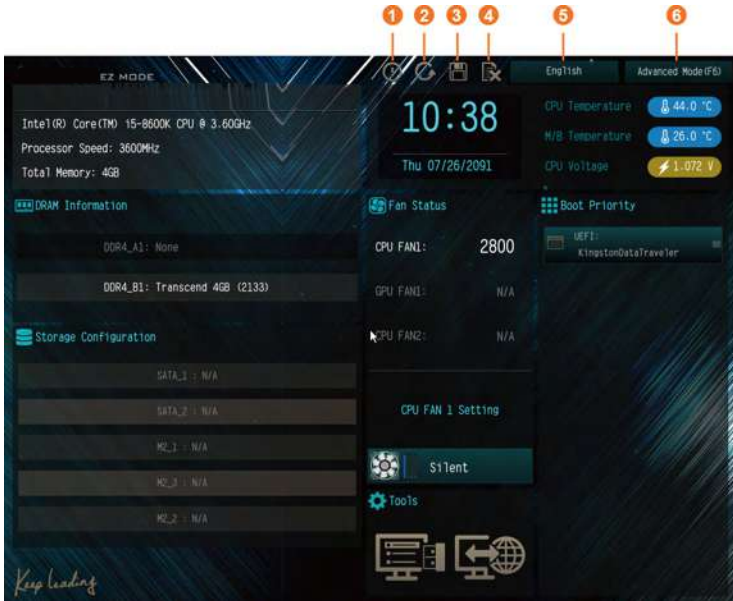 1 2 3 4 5 6
EZ MODE
English
Advanced Mode(F6)
Intel(R) Core(TM) i5-8600K CPU @ 3.60GHz
Processor Speed: 3600MHz
Total Memory: 4GB
10:38
Thu 07/26/2091
CPU Temperature 44.0 °C
M/B Temperature 26.0 °C
CPU Voltage 1.072 V
DRAM Information
DDR4_A1: None
DDR4_B1: Transcend 4GB (2133)
Storage Configuration
SATA_1 : N/A
SATA_2 : N/A
M2_1 : N/A
M2_3 : N/A
M2_2 : N/A
Fan Status
CPU FAN1: 2800
GPU FAN1: N/A
CPU FAN2: N/A
CPU FAN 1 Setting
Silent
Tools
Boot Priority
UEFI:
KingstonDataTraveler
Keep leading